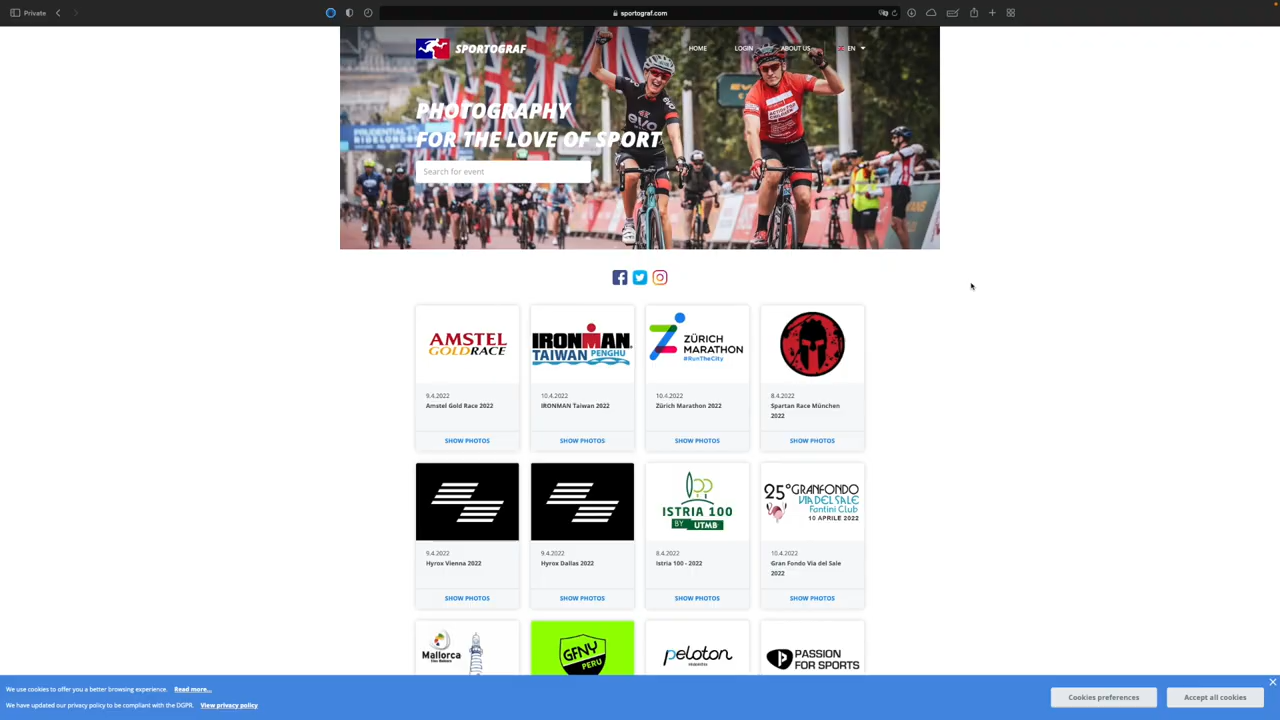 Private
sportograf.com
SPORTOGRAF
HOME
LOGIN
ABOUT US
EN
PHOTOGRAPHY
FOR THE LOVE OF SPORT
Search for event
PRUDENTIAL
RIDELONDON
evo
evo
AMSTEL
GOLDRACE
9.4.2022
Amstel Gold Race 2022
SHOW PHOTOS
IRONMAN
TAIWAN PENGHU
10.4.2022
IRONMAN Taiwan 2022
SHOW PHOTOS
ZÜRICH
MARATHON
#RunTheCity
10.4.2022
Zürich Marathon 2022
SHOW PHOTOS
8.4.2022
Spartan Race München
2022
SHOW PHOTOS
9.4.2022
Hyrox Vienna 2022
SHOW PHOTOS
9.4.2022
Hyrox Dallas 2022
SHOW PHOTOS
ISTRIA 100
BY UTMB
8.4.2022
Istria 100 - 2022
SHOW PHOTOS
25°GRANFONDO
VIA DEL SALE
Fantini Club
10 APRILE 2022
10.4.2022
Gran Fondo Via del Sale
2022
SHOW PHOTOS
Mallorca
GFNY
PERU
peloton
PASSION
FOR SPORTS
We use cookies to offer you a better browsing experience. Read more...
We have updated our privacy policy to be compliant with the DGPR. View privacy policy
Cookies preferences
Accept all cookies